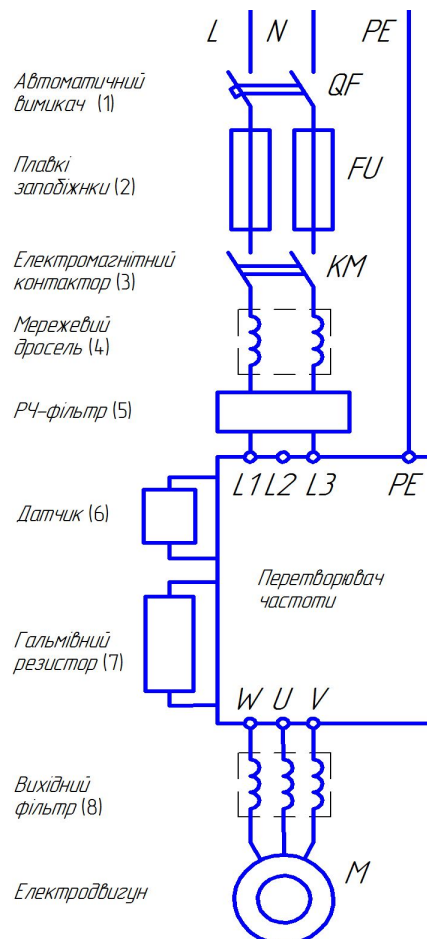 L N PE
Автоматичний
вимикач (1)
QF
Плавкі
запобіжнки (2)
FU
Електромагнітний
контактор (3)
KM
Мережевий
дросель (4)
РЧ-фільтр (5)
L1 L2 L3 PE
Датчик (6)
Перетворювач
частоти
Гальмівний
резистор (7)
W U V
Вихідний
фільтр (8)
M
Електродвигун